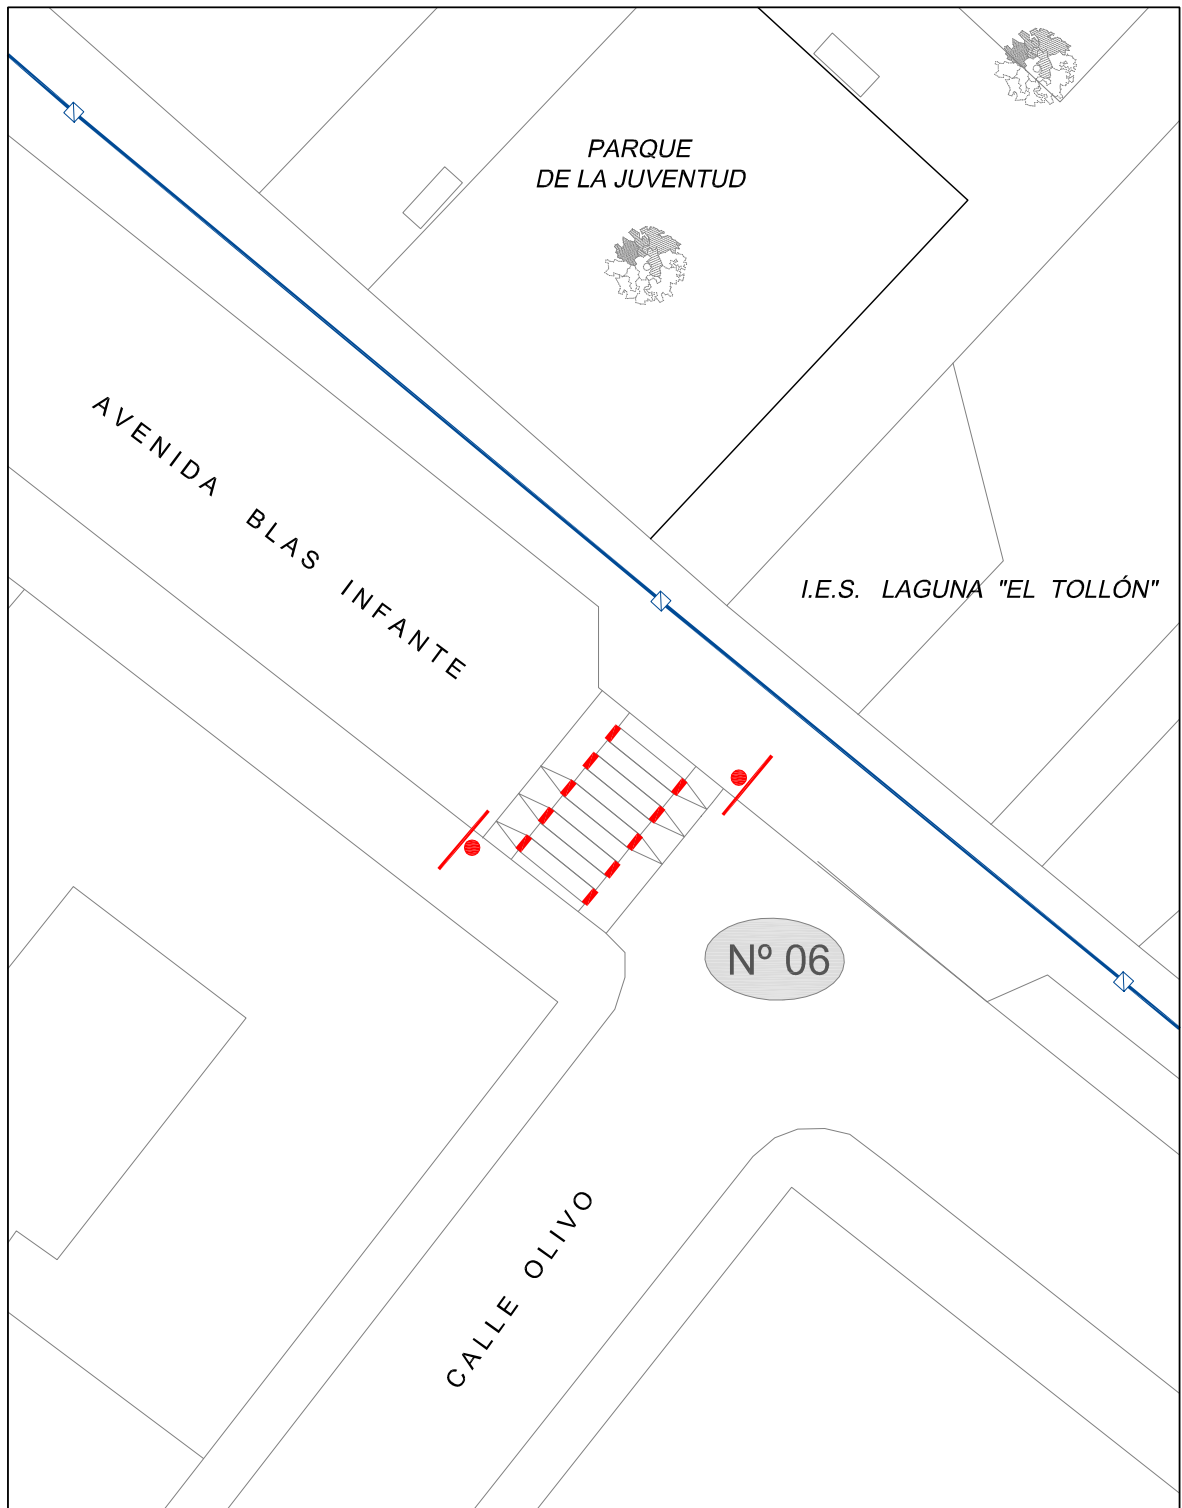 PARQUE
DE LA JUVENTUD
AVENIDA BLAS INFANTE
I.E.S. LAGUNA "EL TOLLÓN"
Nº 06
CALLE OLIVO